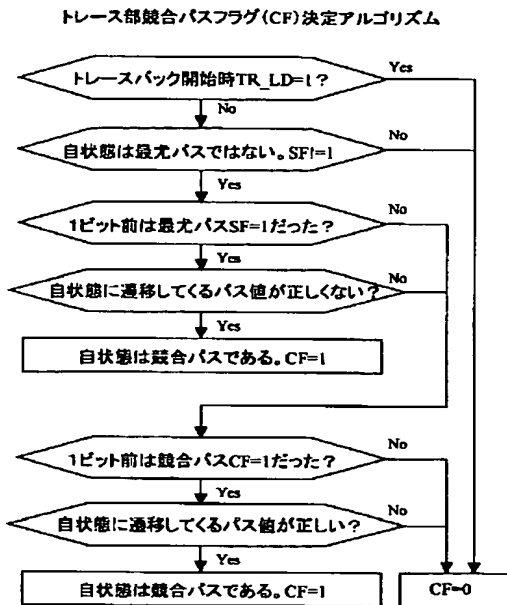 トレース部競合パスフラグ(CF)決定アルゴリズム
トレースバック開始時TR_LD=1?
Yes
No
自状態は最尤パスではない。SF!=1
No
Yes
1ビット前は最尤パスSF=1だった?
No
Yes
自状態に遷移してくるパス値が正しくない?
No
Yes
自状態は競合パスである。CF=1
1ビット前は競合パスCF=1だった?
No
Yes
自状態に遷移してくるパス値が正しい?
No
Yes
自状態は競合パスである。CF=1
CF=0